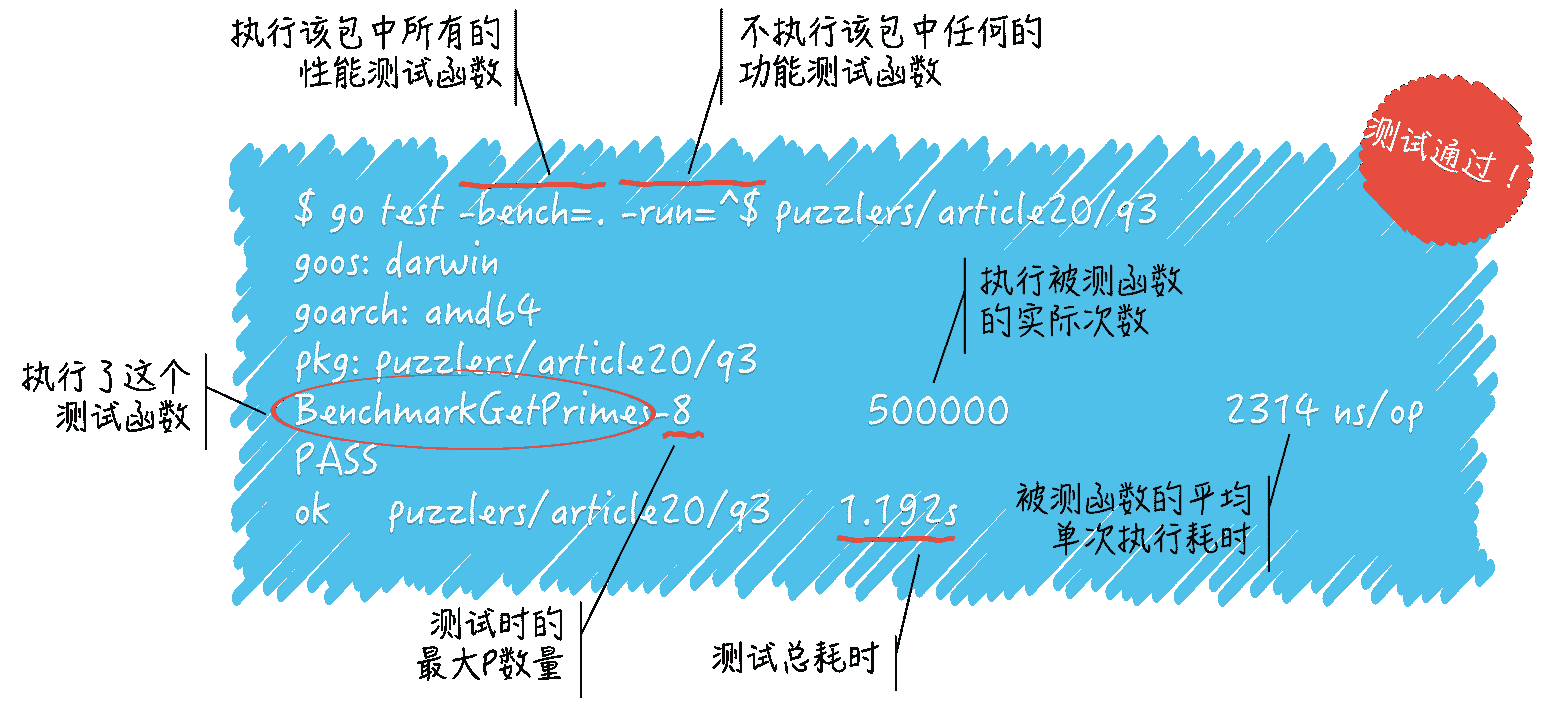 执行该包中所有的
性能测试函数
不执行该包中任何的
功能测试函数
测试通过！
$ go test -bench=. -run=^$ puzzlers/article20/q3
goos: darwin
goarch: amd64
pkg: puzzlers/article20/q3
执行被测函数
的实际次数
执行了这个
测试函数
BenchmarkGetPrimes-8 500000 2314 ns/op
PASS
ok puzzlers/article20/q3 1.192s
被测函数的平均
单次执行耗时
测试时的
最大P数量
测试总耗时